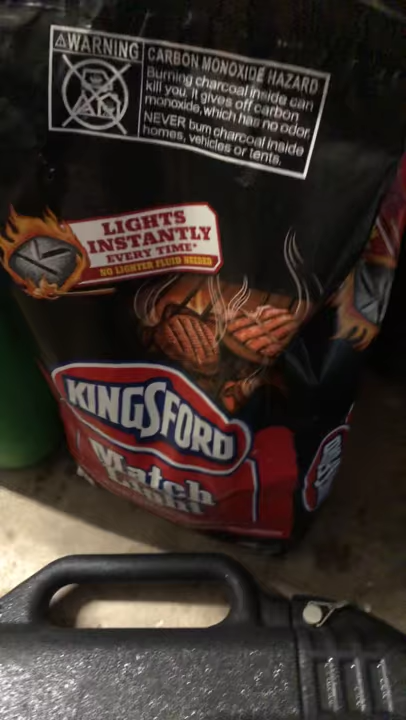 WARNING
CARBON MONOXIDE HAZARD
Burning charcoal inside can
kill you. It gives off carbon
monoxide, which has no odor.
NEVER burn charcoal inside
homes, vehicles or tents.
LIGHTS
INSTANTLY
EVERY TIME*
NO LIGHTER FLUID NEEDED
KINGSFORD
Match
Light